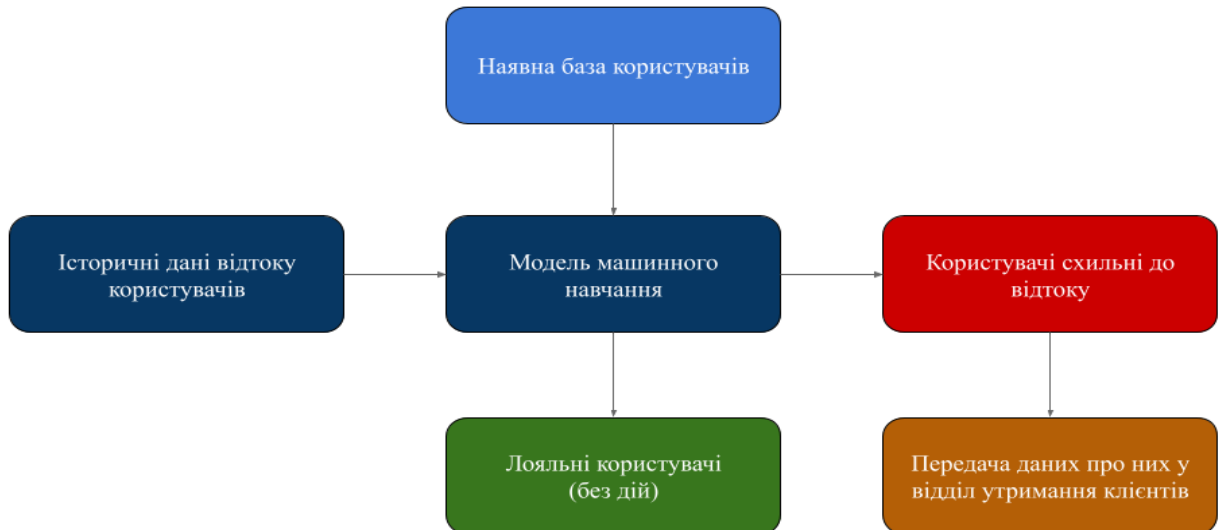 Наявна база користувачів
Історичні дані відтоку
користувачів
Модель машинного
навчання
Користувачі схильні до
відтоку
Лояльні користувачі
(без дій)
Передача даних про них у
відділ утримання клієнтів